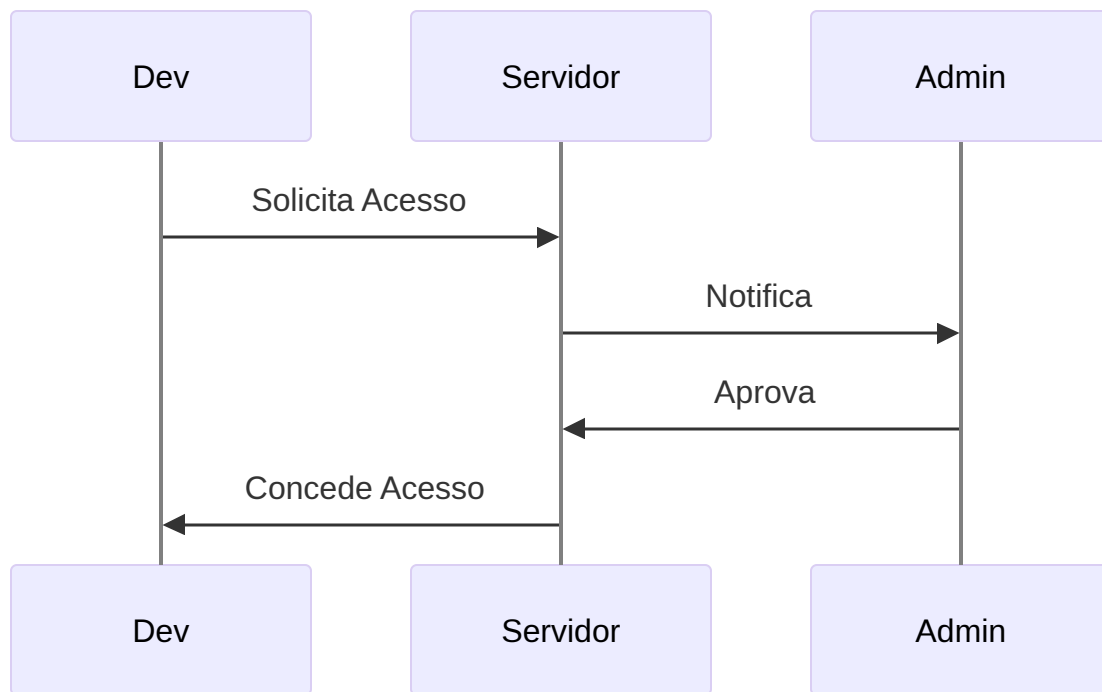 Dev
Servidor
Admin
Solicita Acesso
Notifica
Aprova
Concede Acesso
Dev
Servidor
Admin